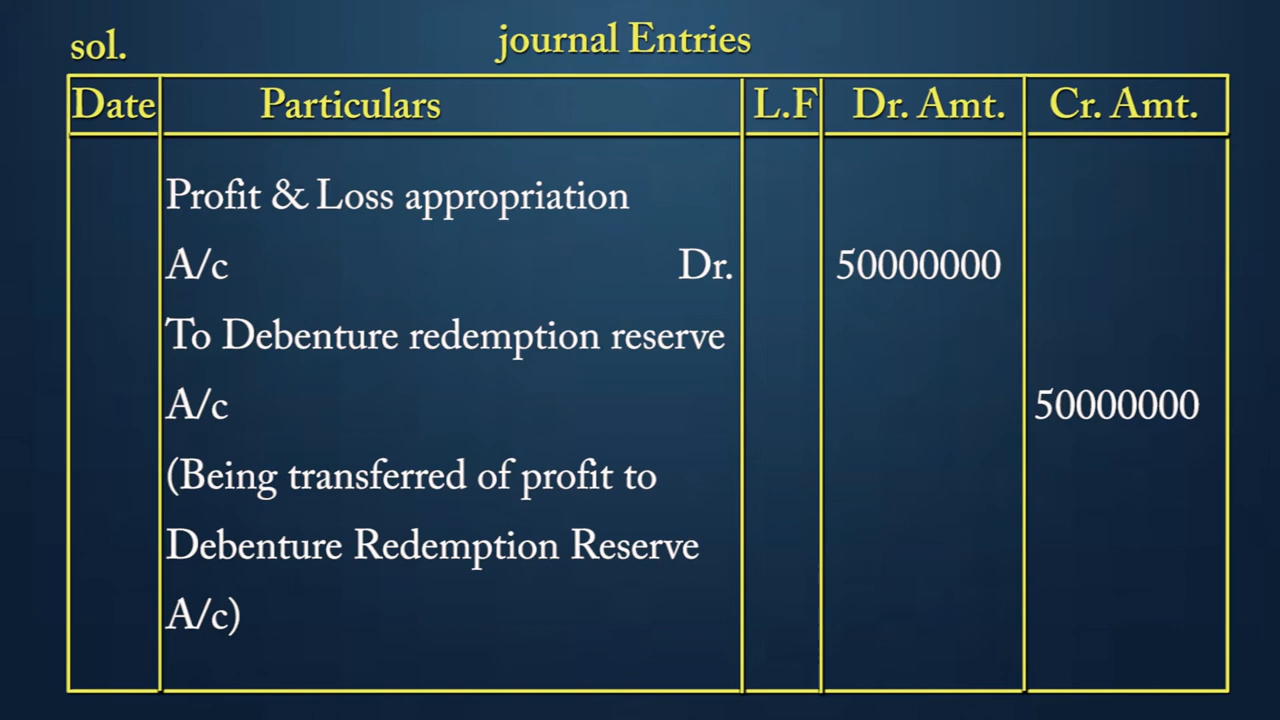 sol.
journal Entries
Date Particulars L.F Dr. Amt. Cr. Amt.
Profit & Loss appropriation
A/c Dr. 50000000
To Debenture redemption reserve
A/c 50000000
(Being transferred of profit to
Debenture Redemption Reserve
A/c)